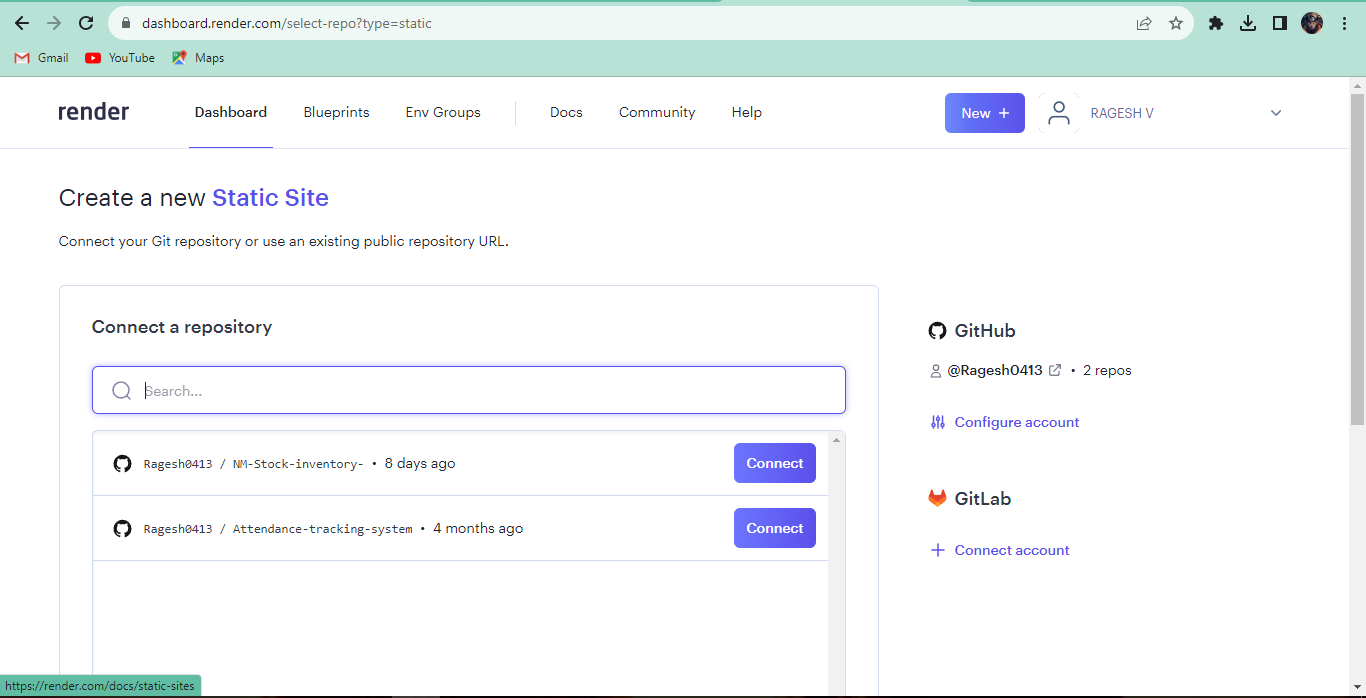 dashboard.render.com/select-repo?type=static
Gmail YouTube Maps
render Dashboard Blueprints Env Groups Docs Community Help New + RAGESH V
Create a new Static Site
Connect your Git repository or use an existing public repository URL.
Connect a repository
Search...
Ragesh0413 / NM-Stock-inventory- • 8 days ago Connect
Ragesh0413 / Attendance-tracking-system • 4 months ago Connect
GitHub
@Ragesh0413 • 2 repos
Configure account
GitLab
Connect account
https://render.com/docs/static-sites